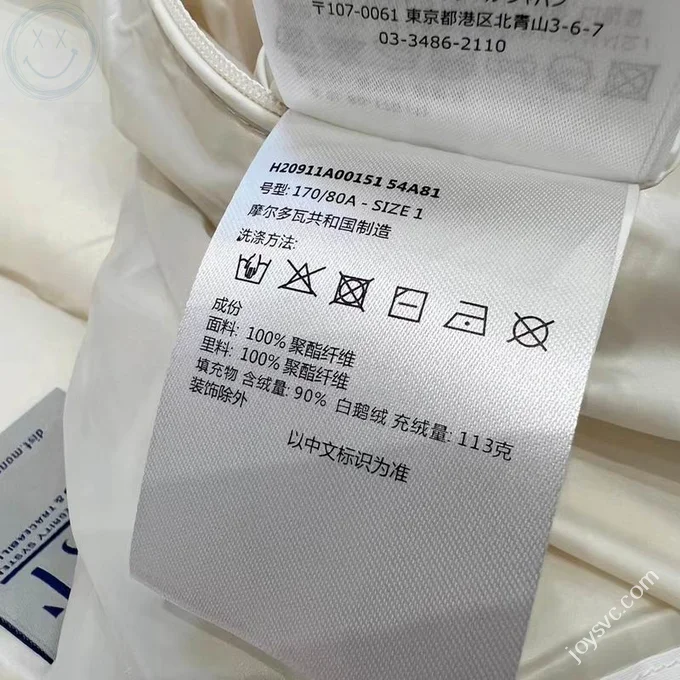 〒107-0061 東京都港区北青山3-6-7
03-3486-2110
H20911A00151 54A81
号型: 170/80A - SIZE 1
摩尔多瓦共和国制造
洗涤方法:
成份
面料: 100% 聚酯纤维
里料: 100% 聚酯纤维
填充物 含绒量: 90% 白鹅绒 充绒量: 113克
装饰除外
以中文标识为准
joysvc.com